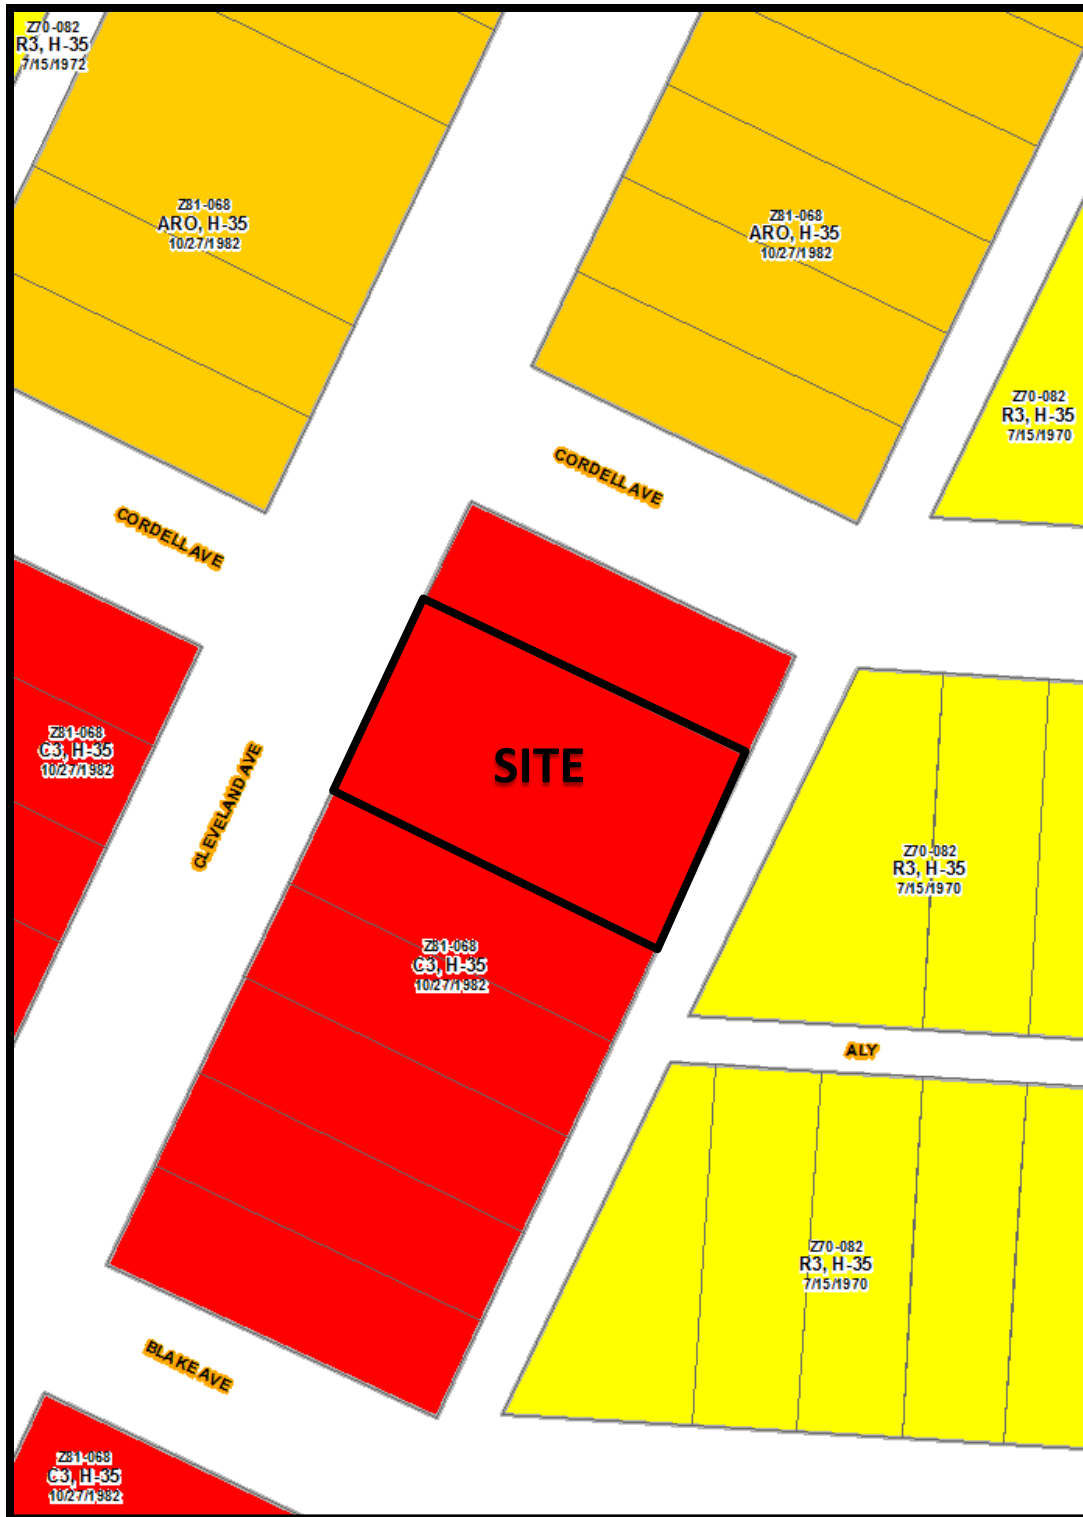 Z70-082
R3, H-35
7/15/1972
Z81-068
ARO, H-35
10/27/1982
Z81-068
ARO, H-35
10/27/1982
Z70-082
R3, H-35
7/15/1970
CORDELL AVE
CORDELL AVE
Z81-068
C3, H-35
10/27/1982
CLEVELAND AVE
SITE
Z70-082
R3, H-35
7/15/1970
Z81-068
C3, H-35
10/27/1982
ALY
Z70-082
R3, H-35
7/15/1970
BLAKE AVE
Z81-068
C3, H-35
10/27/1982